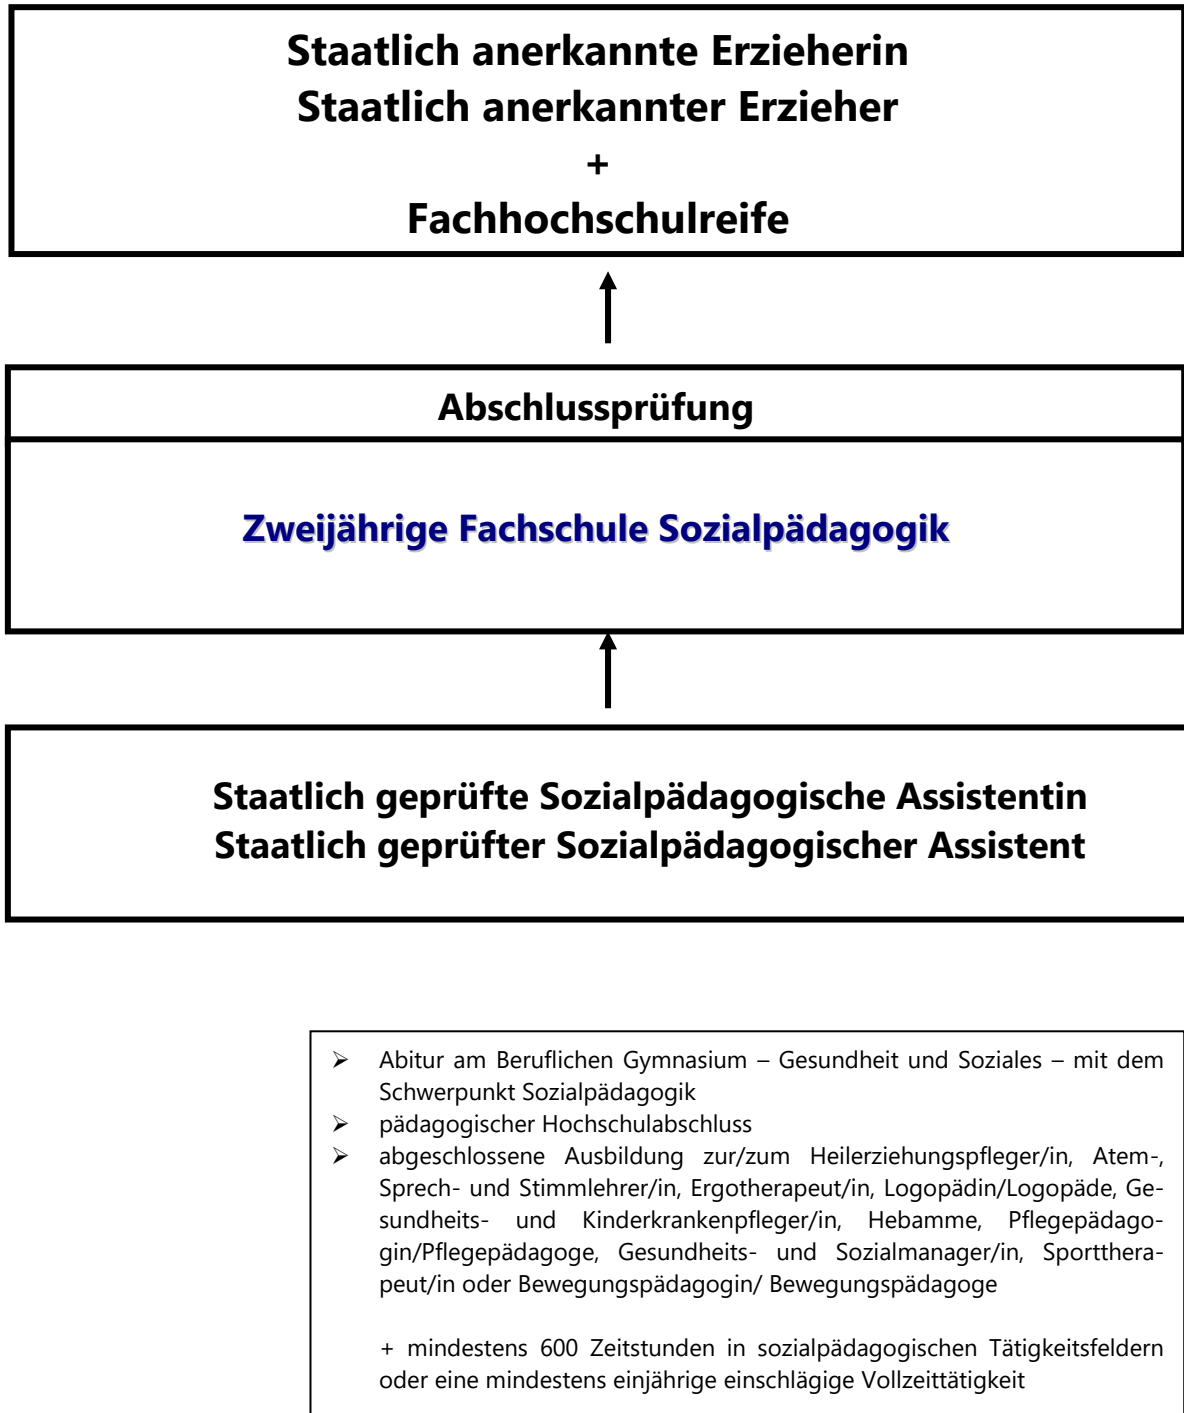 Staatlich anerkannte Erzieherin
Staatlich anerkannter Erzieher
+
Fachhochschulreife
Abschlussprüfung
Zweijährige Fachschule Sozialpädagogik
Staatlich geprüfte Sozialpädagogische Assistentin
Staatlich geprüfter Sozialpädagogischer Assistent
➢ Abitur am Beruflichen Gymnasium – Gesundheit und Soziales – mit dem
Schwerpunkt Sozialpädagogik
➢ pädagogischer Hochschulabschluss
➢ abgeschlossene Ausbildung zur/zum Heilerziehungspfleger/in, Atem-,
Sprech- und Stimmlehrer/in, Ergotherapeut/in, Logopädin/Logopäde, Ge-
sundheits- und Kinderkrankenpfleger/in, Hebamme, Pflegepädago-
gin/Pflegepädagoge, Gesundheits- und Sozialmanager/in, Sportthera-
peut/in oder Bewegungspädagogin/ Bewegungspädagoge
+ mindestens 600 Zeitstunden in sozialpädagogischen Tätigkeitsfeldern
oder eine mindestens einjährige einschlägige Vollzeittätigkeit